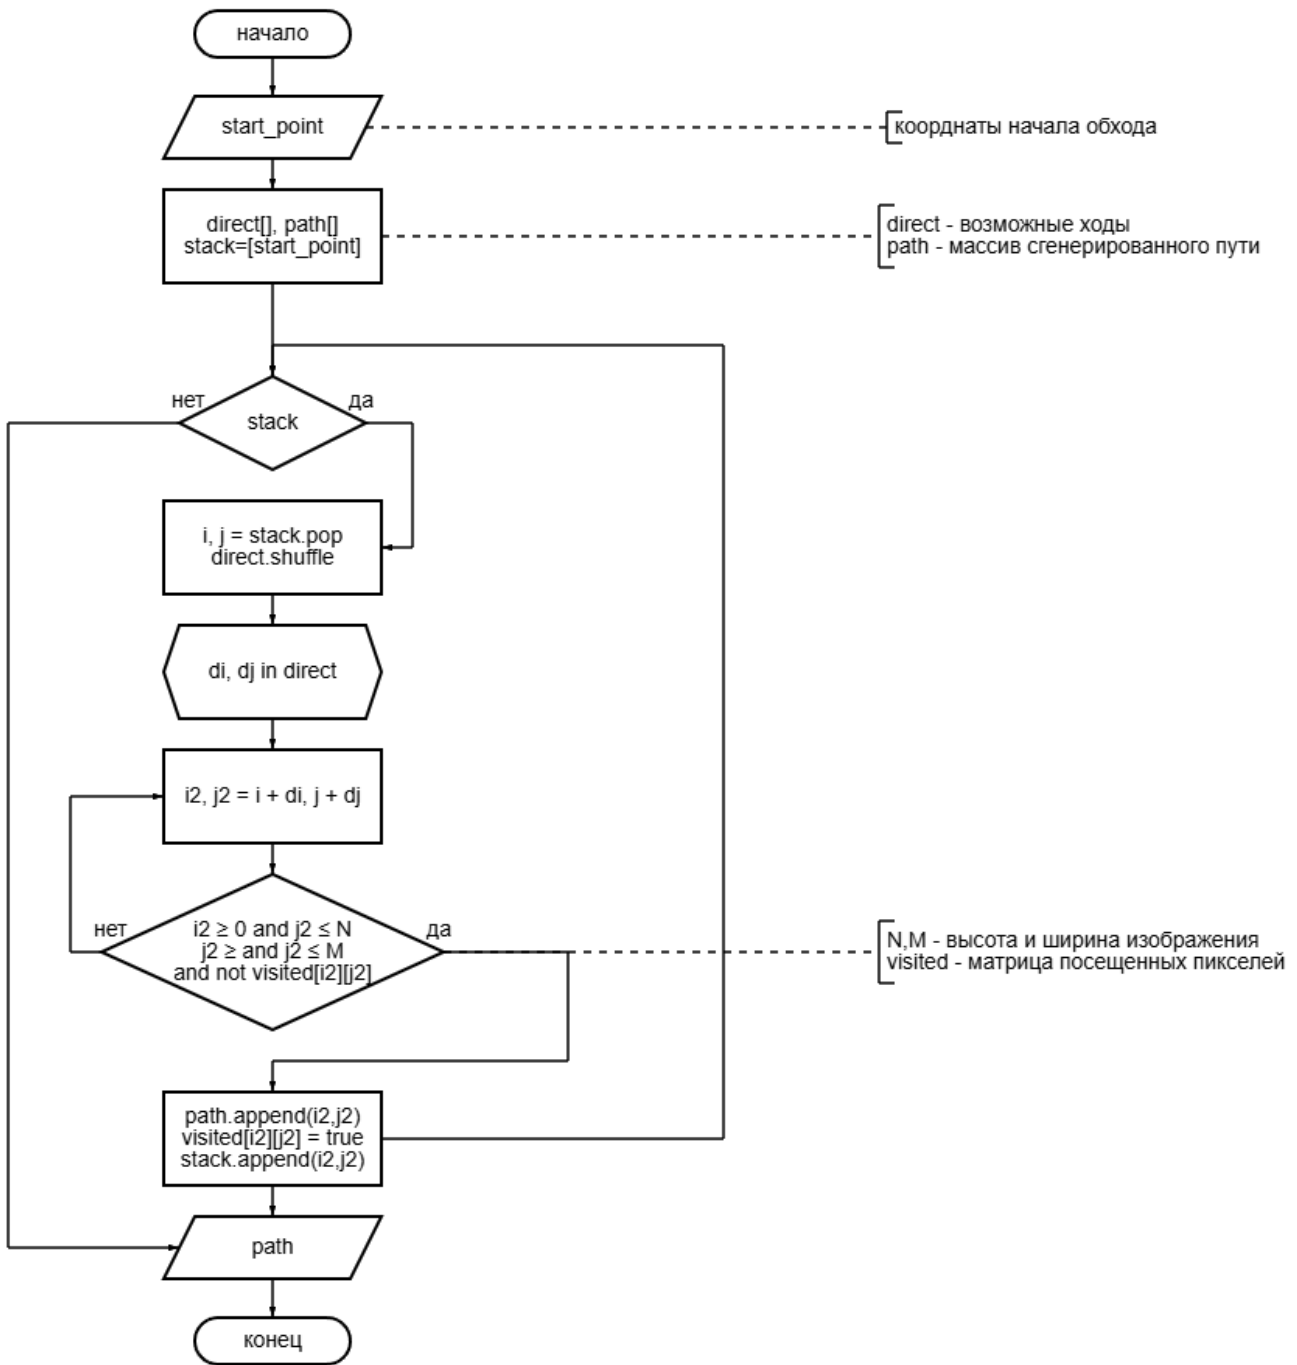 начало
start_point
коорднаты начала обхода
direct[], path[]
stack=[start_point]
direct - возможные ходы
path - массив сгенерированного пути
нет
да
stack
i, j = stack.pop
direct.shuffle
di, dj in direct
i2, j2 = i + di, j + dj
нет
да
i2 ≥ 0 and j2 ≤ N
j2 ≥ and j2 ≤ M
and not visited[i2][j2]
N,M - высота и ширина изображения
visited - матрица посещенных пикселей
path.append(i2,j2)
visited[i2][j2] = true
stack.append(i2,j2)
path
конец